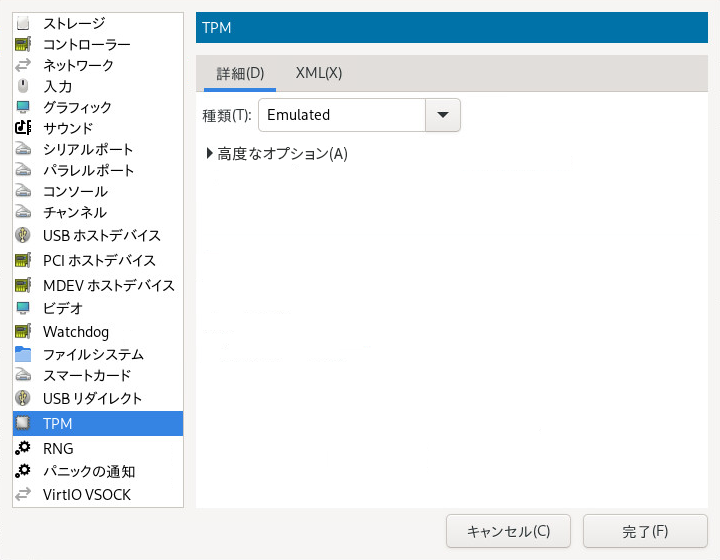 ストレージ
コントローラー
ネットワーク
入力
グラフィック
サウンド
シリアルポート
パラレルポート
コンソール
チャンネル
USB ホストデバイス
PCI ホストデバイス
MDEV ホストデバイス
ビデオ
Watchdog
ファイルシステム
スマートカード
USB リダイレクト
TPM
RNG
パニックの通知
VirtIO VSOCK
TPM
詳細(D) XML(X)
種類(T): Emulated
高度なオプション(A)
キャンセル(C) 完了(F)